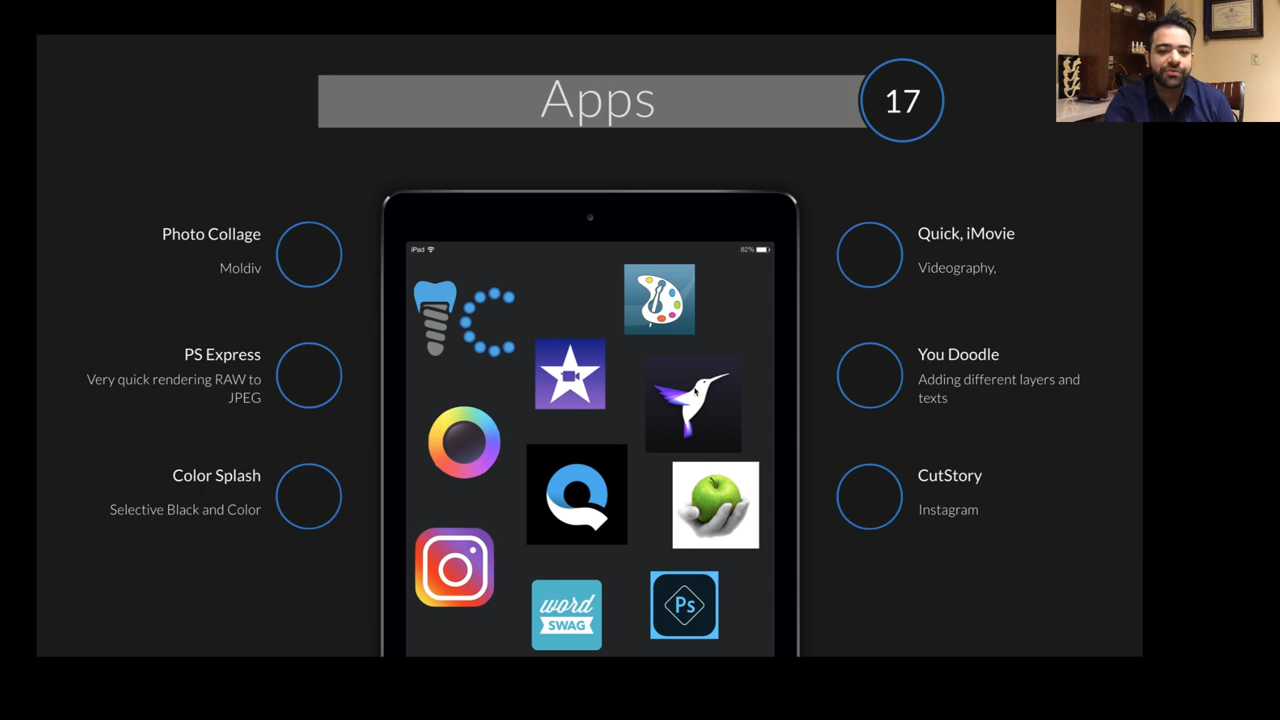 Apps
17
Photo Collage
Moldiv
PS Express
Very quick rendering RAW to
JPEG
Color Splash
Selective Black and Color
iPad
82%
word
SWAG
Ps
Quick, iMovie
Videography,
You Doodle
Adding different layers and
texts
CutStory
Instagram